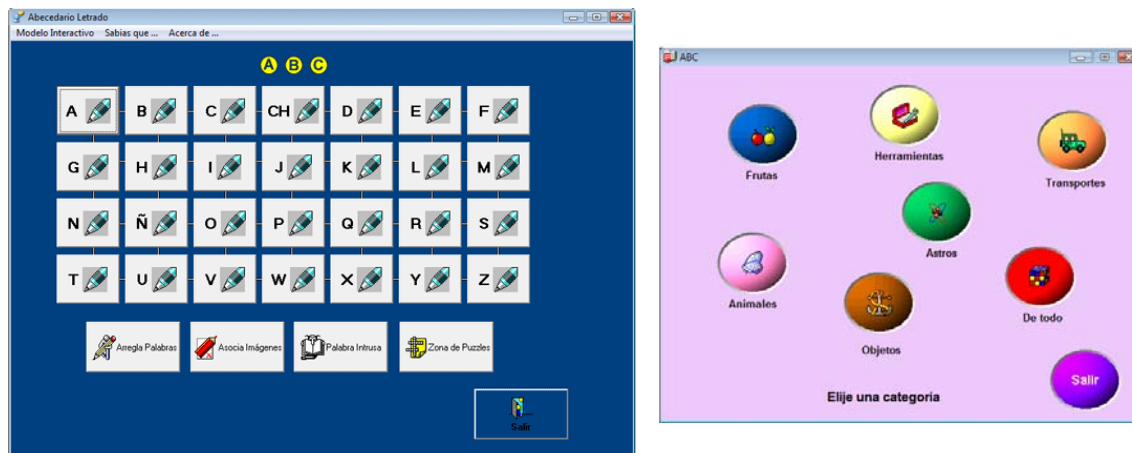 Abecedario Letrado
Modelo Interactivo Sabias que ... Acerca de ...
A B C
A B C CH D E F
G H I J K L M
N Ñ O P Q R S
T U V W X Y Z
Arregla Palabras Asocia Imágenes Palabra Intrusa Zona de Puzzles
Salir
ABC
Frutas
Herramientas
Transportes
Astros
Animales
Objetos
De todo
Salir
Elije una categoria